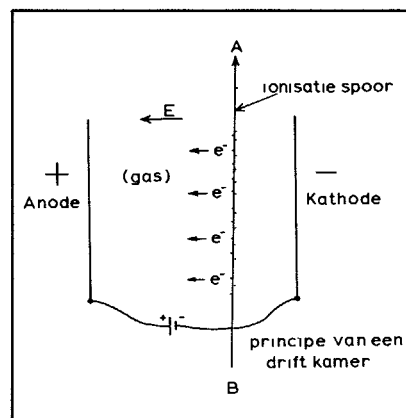 A
ionisatie spoor
E
e⁻
+
(gas)
−
Anode
e⁻
Kathode
e⁻
e⁻
+ -
principe van een
drift kamer
B